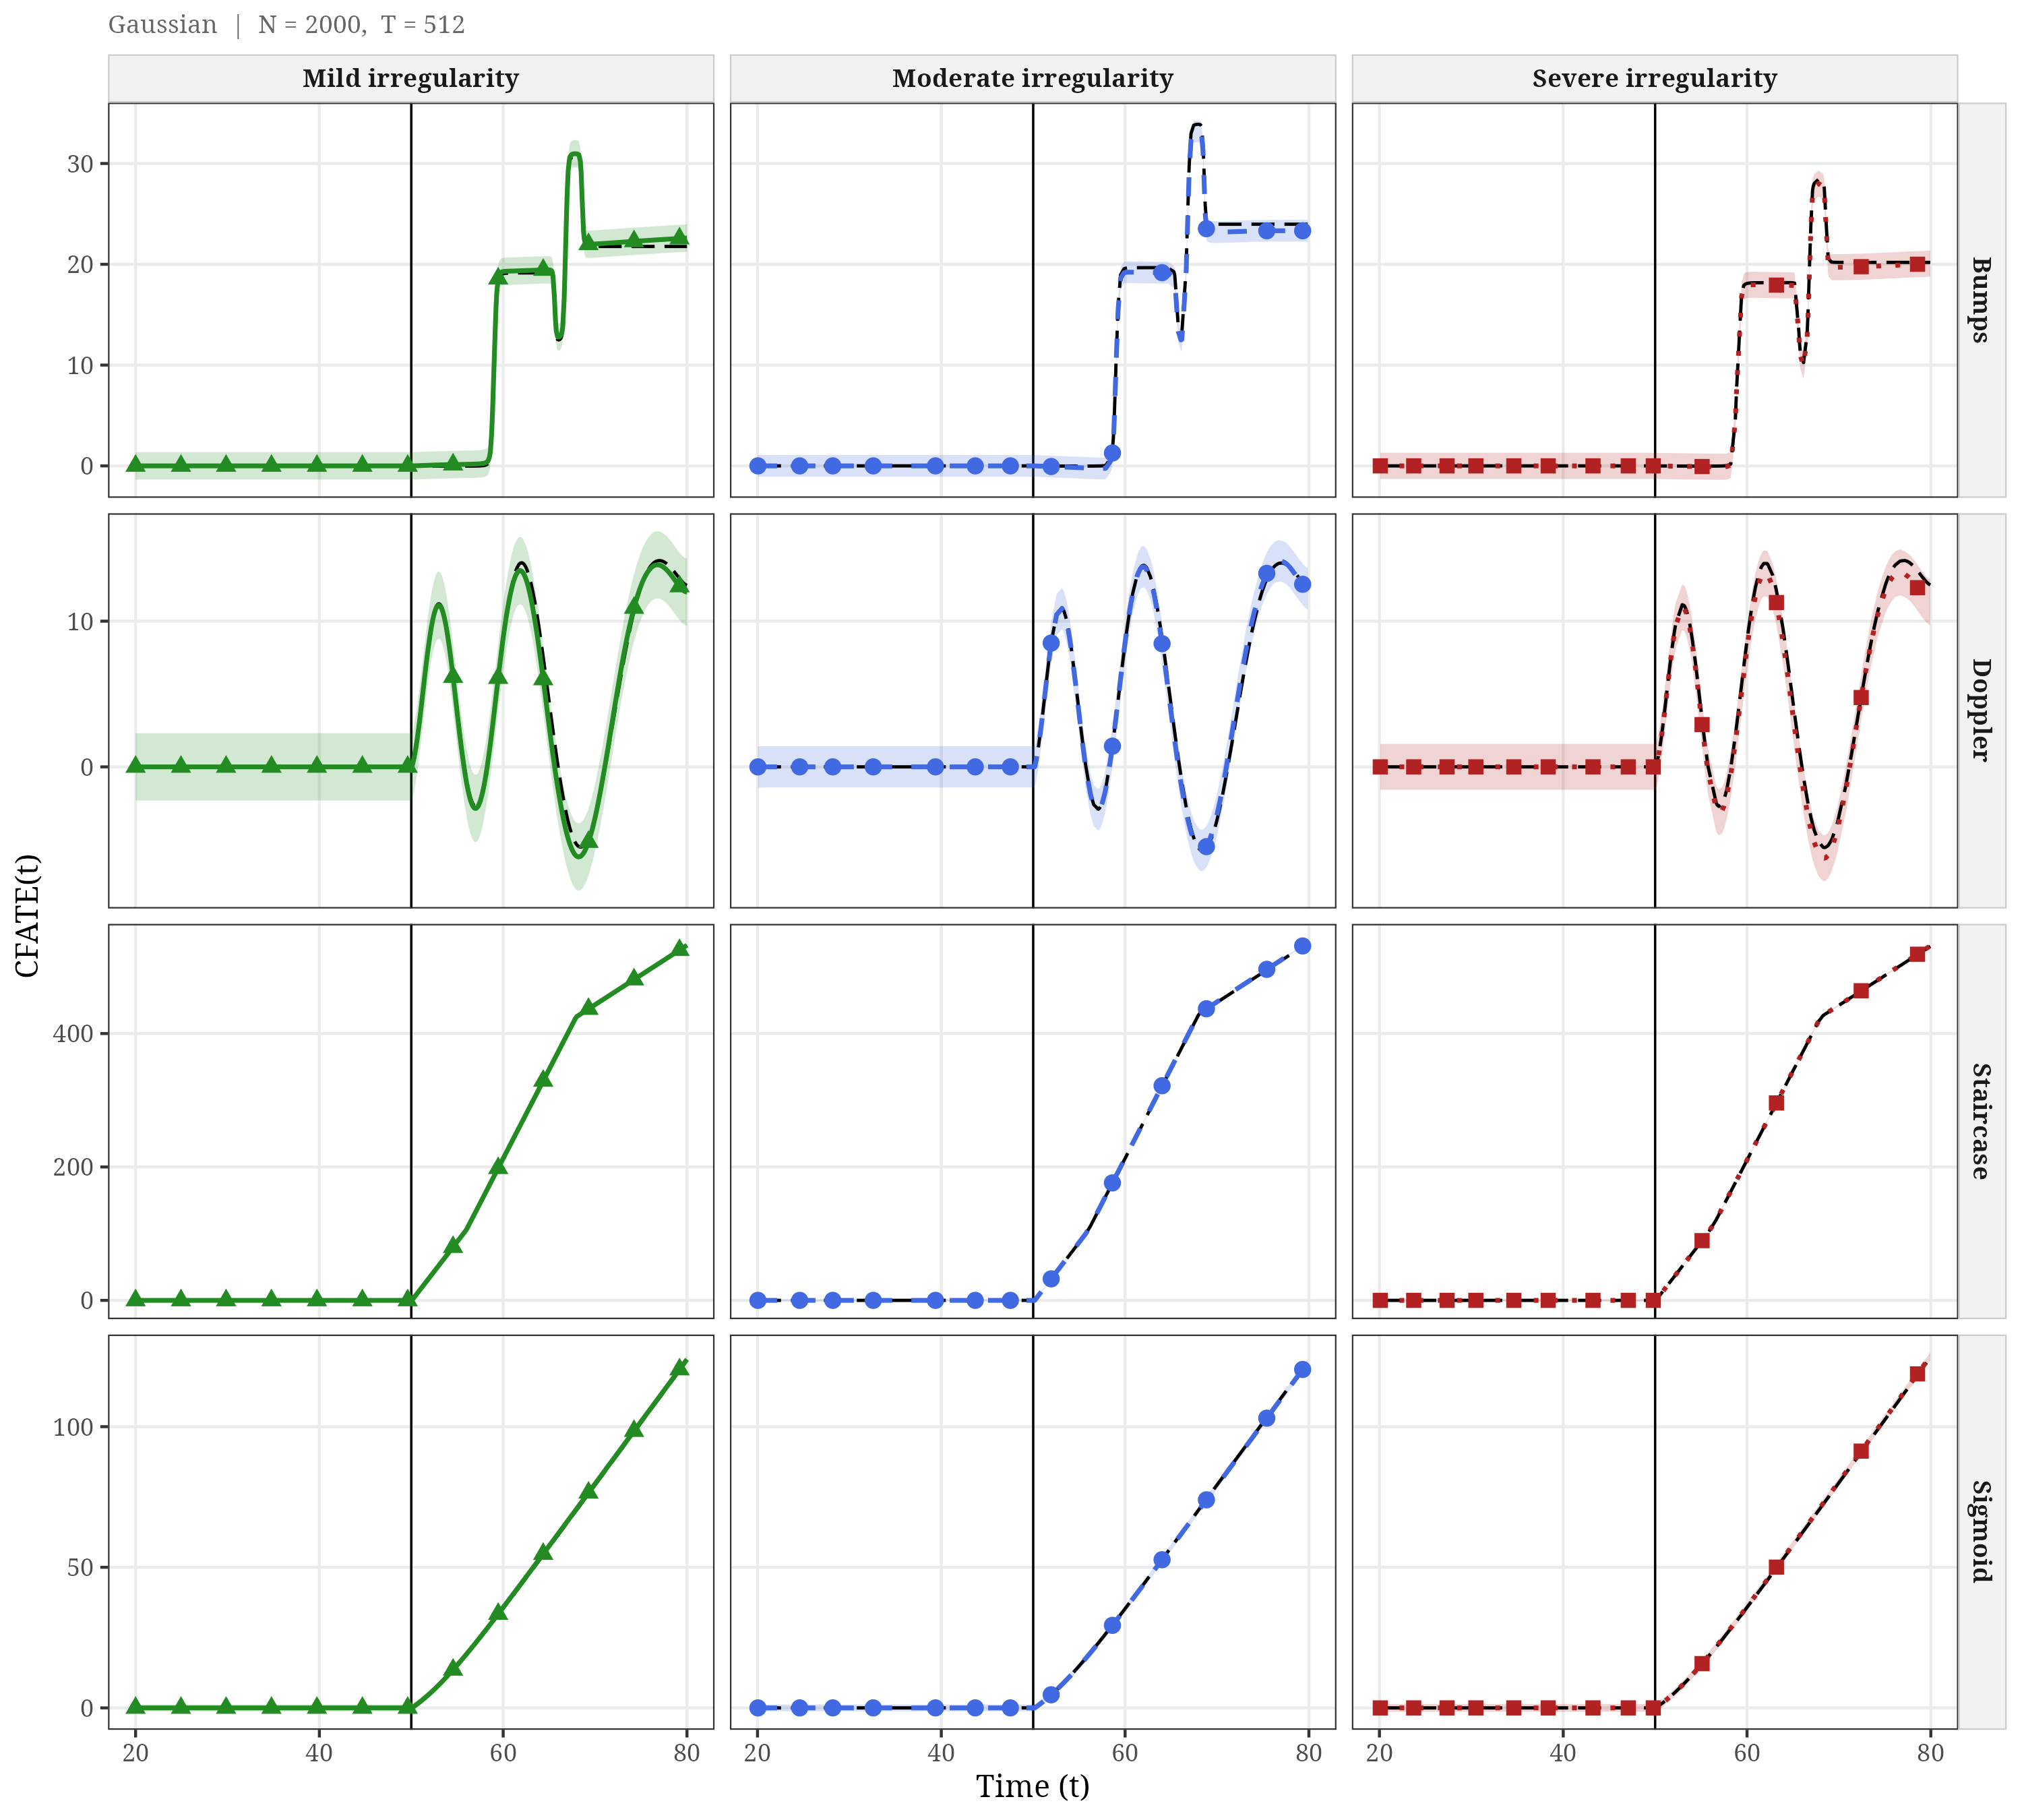 Gaussian | N = 2000, T = 512
Mild irregularity
Moderate irregularity
Severe irregularity
30
20
10
0
Bumps
10
0
Doppler
400
200
0
Staircase
100
50
0
Sigmoid
CFATE(t)
20 40 60 80
20 40 60 80
20 40 60 80
Time (t)